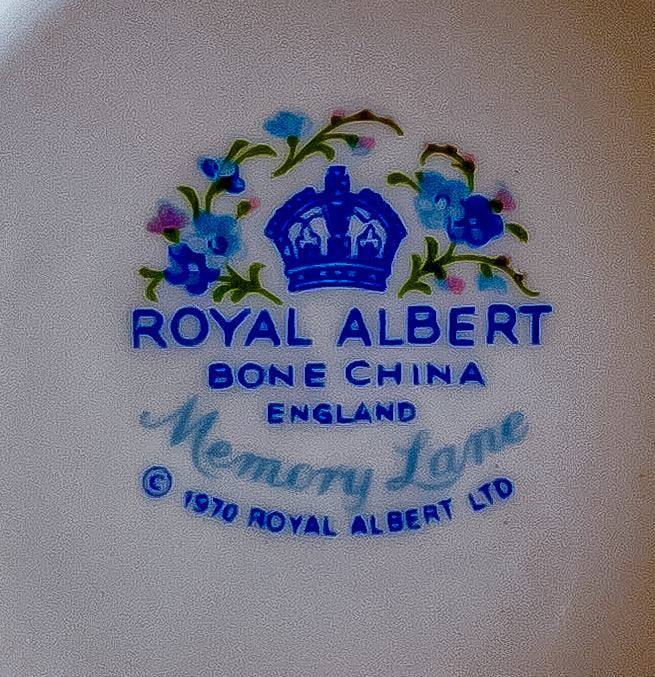 ROYAL ALBERT
BONE CHINA
ENGLAND
Memory Lane
© 1970 ROYAL ALBERT LTD